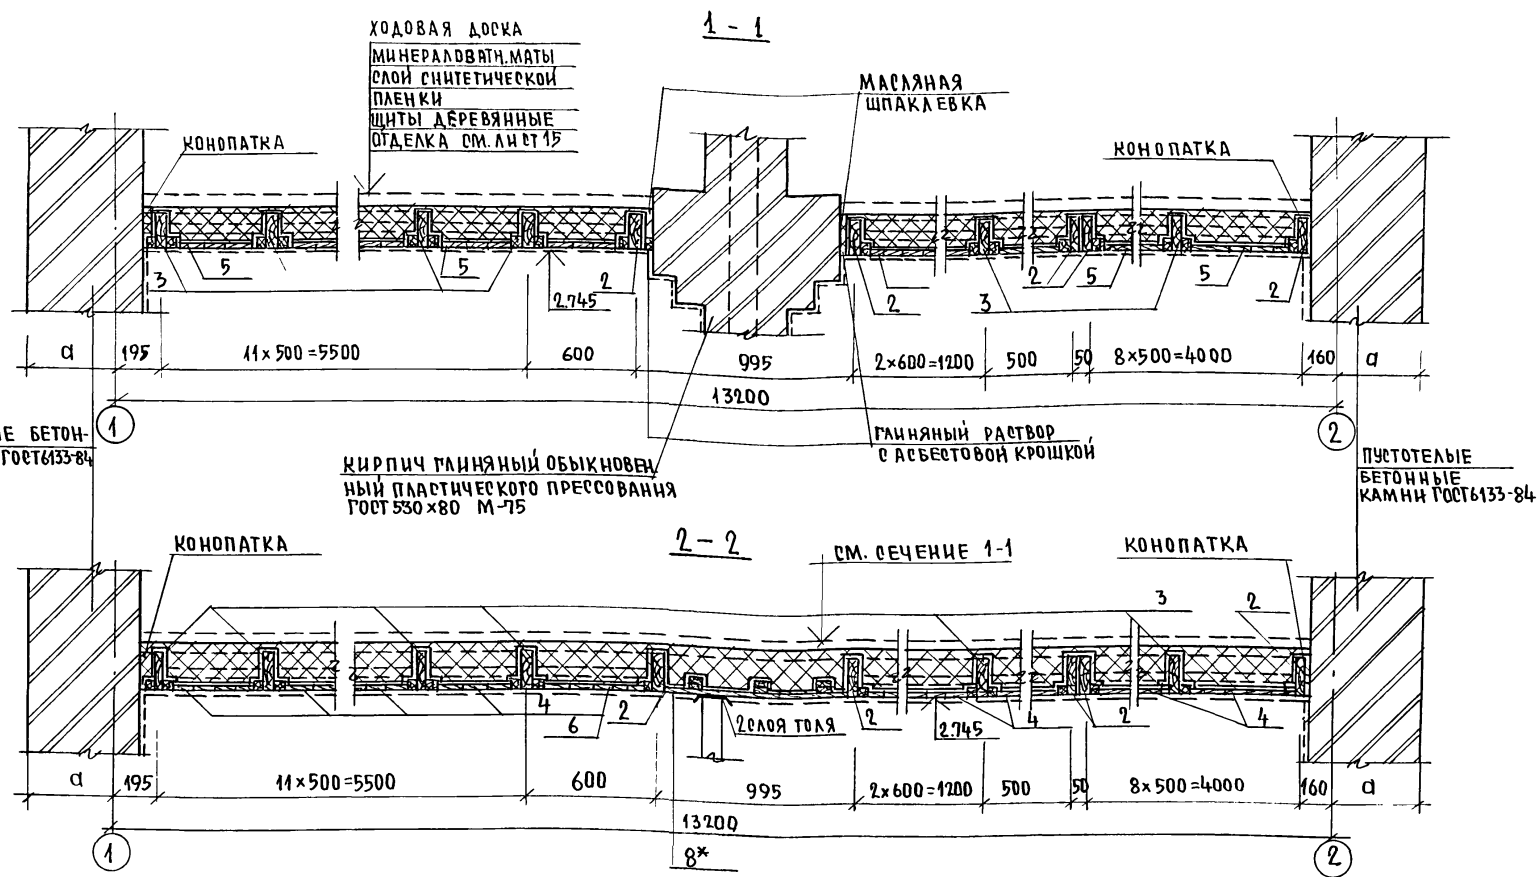 1 - 1
ХОДОВАЯ ДОСКА
МИНЕРАЛОВАТН. МАТЫ
СЛОЙ СНИТЕТИЧЕСКОЙ
ПЛЕНКИ
ЩИТЫ ДЕРЕВЯННЫЕ
ОТДЕЛКА СМ. ЛИСТ 15
КОНОПАТКА
МАСЛЯНАЯ
ШПАКЛЕВКА
КОНОПАТКА
3
5
5
2.745
2
2
3
2
5
5
2
а
195
11×500=5500
600
995
2×600=1200
500
50
8×500=4000
160
а
13200
1
2
Е БЕТОН-
ГОСТ6133-84
КИРПИЧ ГЛИНЯНЫЙ ОБЫКНОВЕН
НЫЙ ПЛАСТИЧЕСКОГО ПРЕССОВАНИЯ
ГОСТ 530×80 М-75
ГЛИНЯНЫЙ РАСТВОР
С АСБЕСТОВОЙ КРОШКОЙ
ПУСТОТЕЛЫЕ
БЕТОННЫЕ
КАМНИ ГОСТ6133-84
2 - 2
КОНОПАТКА
СМ. СЕЧЕНИЕ 1-1
КОНОПАТКА
3
2
4
6
2
2 СЛОЯ ТОЛЯ
2
2.745
4
2
4
а
195
11×500=5500
600
995
2×600=1200
500
50
8×500=4000
160
а
13200
1
8*
2